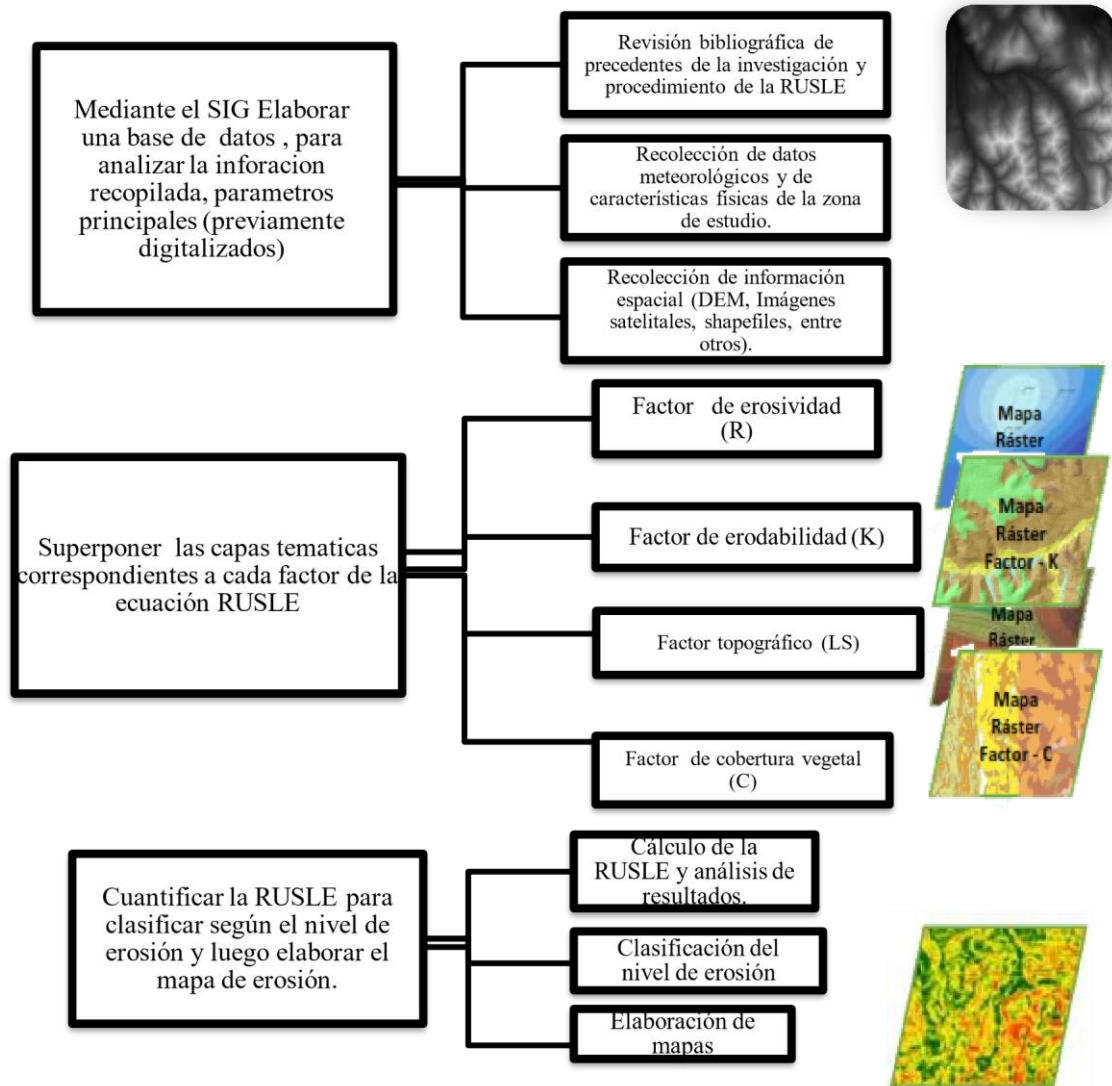 Mediante el SIG Elaborar
una base de datos , para
analizar la inforacion
recopilada, parametros
principales (previamente
digitalizados)
Revisión bibliográfica de
precedentes de la investigación y
procedimiento de la RUSLE
Recolección de datos
meteorológicos y de
características físicas de la zona
de estudio.
Recolección de información
espacial (DEM, Imágenes
satelitales, shapefiles, entre
otros).
Superponer las capas tematicas
correspondientes a cada factor de la
ecuación RUSLE
Factor de erosividad
(R)
Factor de erodabilidad (K)
Factor topográfico (LS)
Factor de cobertura vegetal
(C)
Mapa
Ráster
Mapa
Ráster
Factor - K
Mapa
Ráster
Mapa
Ráster
Factor - C
Cuantificar la RUSLE para
clasificar según el nivel de
erosión y luego elaborar el
mapa de erosión.
Cálculo de la
RUSLE y análisis de
resultados.
Clasificación del
nivel de erosión
Elaboración de
mapas